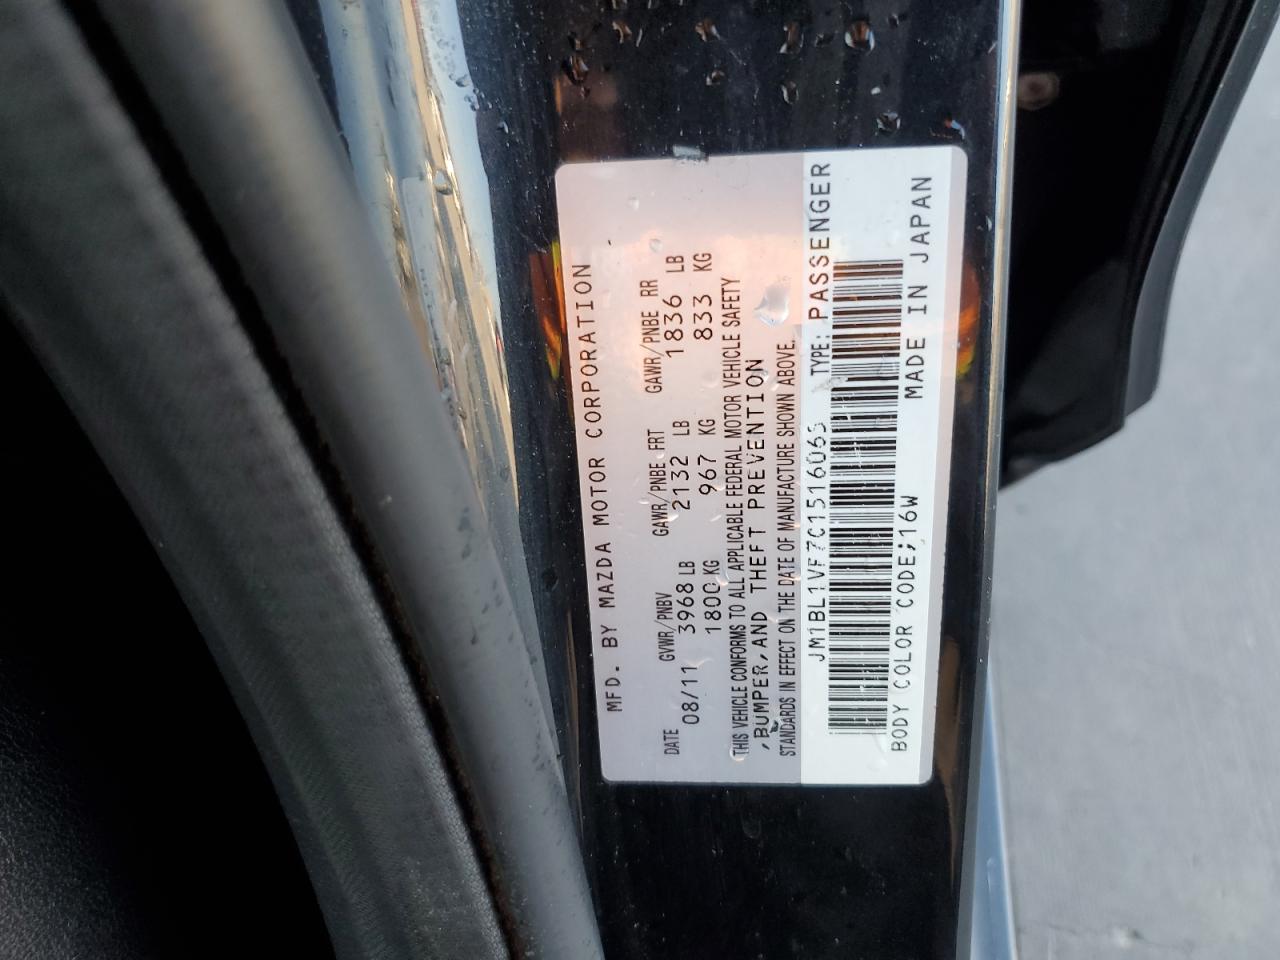 MFD. BY MAZDA MOTOR CORPORATION
DATE GVWR/PNBV GAWR/PNBE FRT GAWR/PNBE RR
08/11 3968 LB 2132 LB 1836 LB
1800 KG 967 KG 833 KG
THIS VEHICLE CONFORMS TO ALL APPLICABLE FEDERAL MOTOR VEHICLE SAFETY
,BUMPER,AND THEFT PREVENTION
STANDARDS IN EFFECT ON THE DATE OF MANUFACTURE SHOWN ABOVE.
JM1BL1VF7C1516065 TYPE: PASSENGER
BODY COLOR CODE;16W MADE IN JAPAN